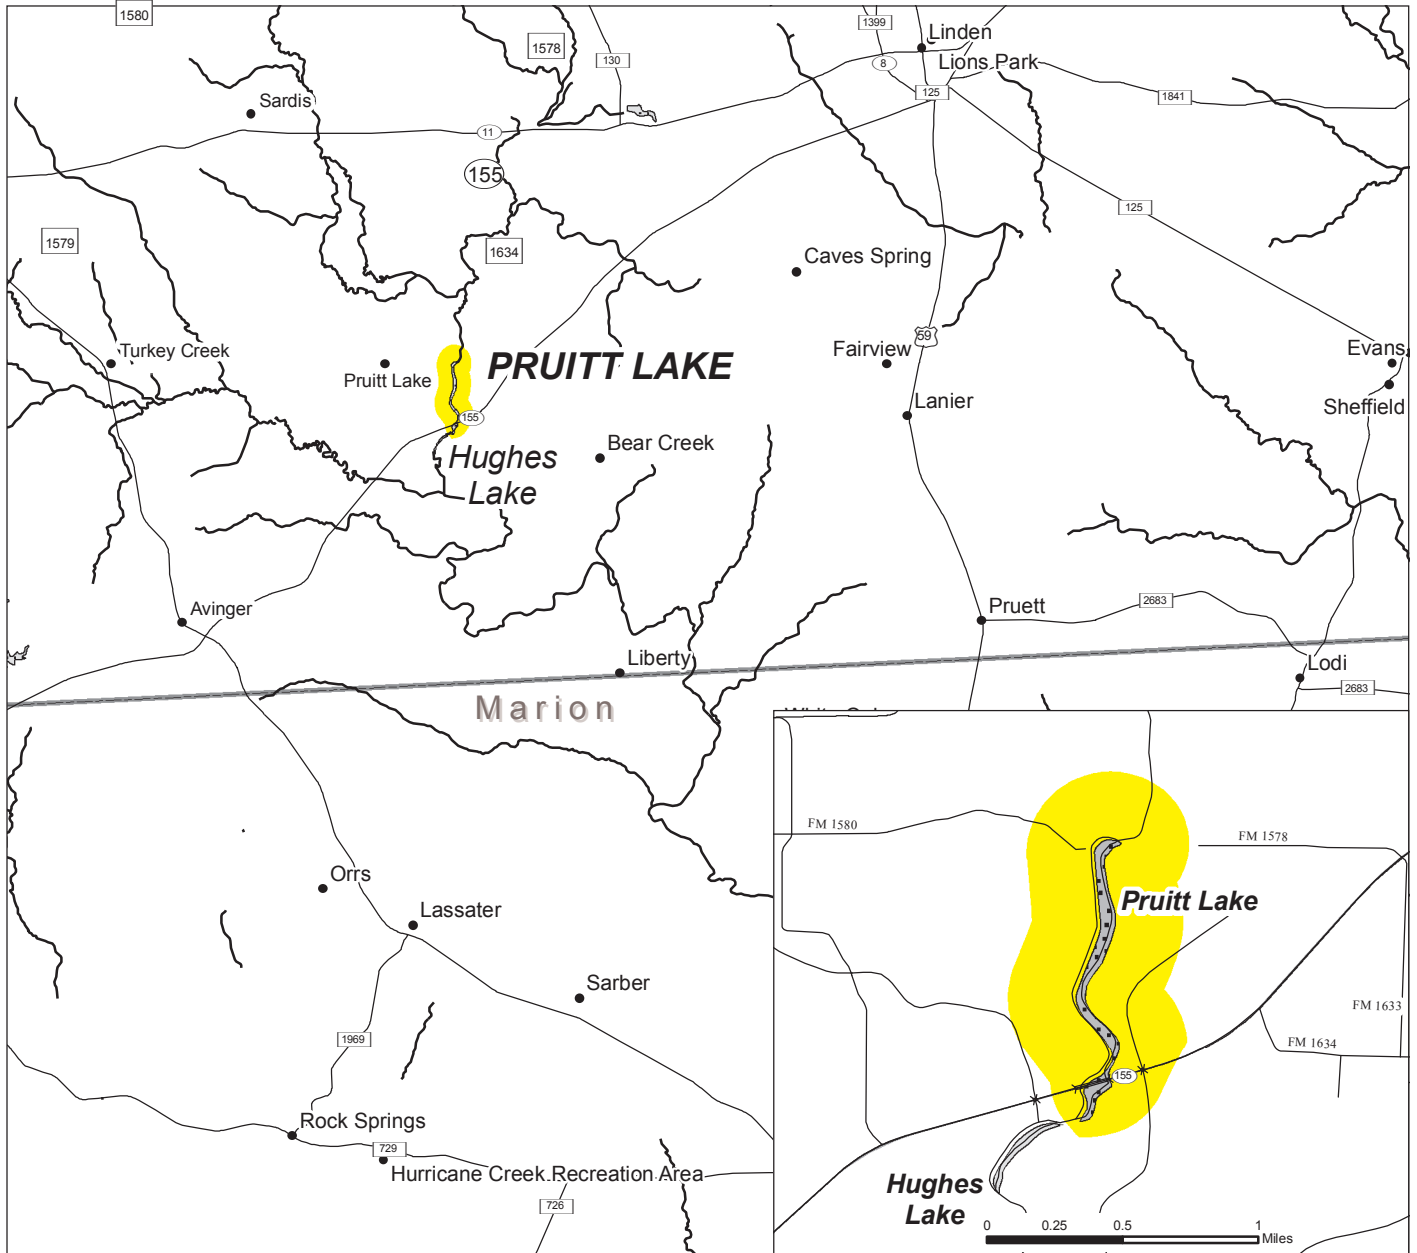 1580
1399
Linden
1578
130
8
Lions Park
Sardis
125
1841
11
155
125
1579
1634
Caves Spring
59
Turkey Creek
PRUITT LAKE
Fairview
Evans
Pruitt Lake
Lanier
Sheffield
155
Bear Creek
Hughes
Lake
Avinger
Pruett
2683
Liberty
Lodi
2683
Marion
FM 1580
FM 1578
Orrs
Pruitt Lake
Lassater
Sarber
FM 1633
1969
FM 1634
155
Rock Springs
729
Hurricane Creek Recreation Area
Hughes
Lake
726
0 0.25 0.5 1
Miles